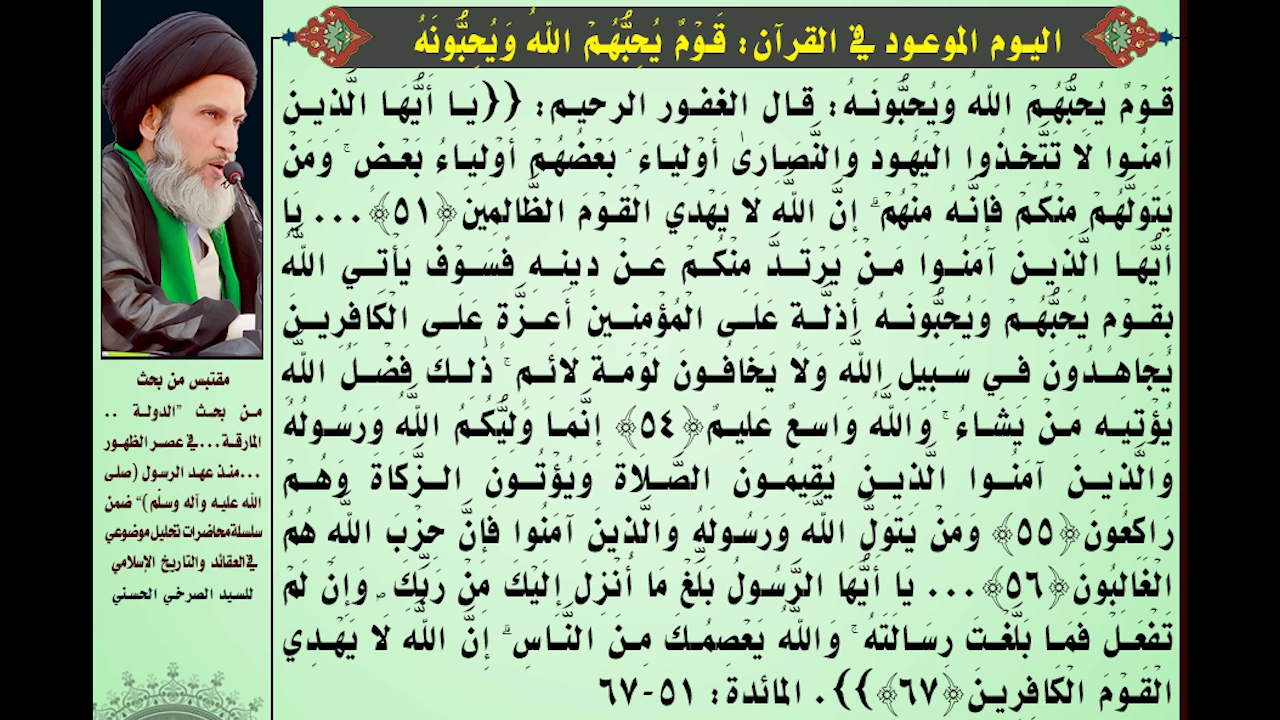 اليوم الموعود في القرآن: قَوْمٌ يُحِبُّهُمْ اللهُ وَيُحِبُّونَهُ
قَوْمٌ يُحِبُّهُمْ اللهُ وَيُحِبُّونَهُ: قال الغفور الرحيم: {{يَا أَيُّهَا الَّذِينَ
آمَنُوا لَا تَتَّخِذُوا الْيَهُودَ وَالنَّصَارَىٰ أَوْلِيَاءَ ۘ بَعْضُهُمْ أَوْلِيَاءُ بَعْضٍ ۚ وَمَنْ
يَتَوَلَّهُمْ مِنْكُمْ فَإِنَّهُ مِنْهُمْ ۗ إِنَّ اللَّهَ لَا يَهْدِي الْقَوْمَ الظَّالِمِينَ﴿٥١﴾... يَا
أَيُّهَا الَّذِينَ آمَنُوا مَنْ يَرْتَدَّ مِنْكُمْ عَنْ دِينِهِ فَسَوْفَ يَأْتِي اللَّهُ
بِقَوْمٍ يُحِبُّهُمْ وَيُحِبُّونَهُ أَذِلَّةٍ عَلَى الْمُؤْمِنِينَ أَعِزَّةٍ عَلَى الْكَافِرِينَ
يُجَاهِدُونَ فِي سَبِيلِ اللَّهِ وَلَا يَخَافُونَ لَوْمَةَ لَائِمٍ ۚ ذَٰلِكَ فَضْلُ اللَّهِ
يُؤْتِيهِ مَنْ يَشَاءُ ۚ وَاللَّهُ وَاسِعٌ عَلِيمٌ﴿٥٤﴾ إِنَّمَا وَلِيُّكُمُ اللَّهُ وَرَسُولُهُ
وَالَّذِينَ آمَنُوا الَّذِينَ يُقِيمُونَ الصَّلَاةَ وَيُؤْتُونَ الزَّكَاةَ وَهُمْ
رَاكِعُونَ﴿٥٥﴾ وَمَنْ يَتَوَلَّ اللَّهَ وَرَسُولَهُ وَالَّذِينَ آمَنُوا فَإِنَّ حِزْبَ اللَّهِ هُمُ
الْغَالِبُونَ﴿٥٦﴾... يَا أَيُّهَا الرَّسُولُ بَلِّغْ مَا أُنْزِلَ إِلَيْكَ مِنْ رَبِّكَ ۖ وَإِنْ لَمْ
تَفْعَلْ فَمَا بَلَّغْتَ رِسَالَتَهُ ۚ وَاللَّهُ يَعْصِمُكَ مِنَ النَّاسِ ۗ إِنَّ اللَّهَ لَا يَهْدِي
الْقَوْمَ الْكَافِرِينَ﴿٦٧﴾}}. المائدة: ٥١-٦٧
مقتبس من بحث
من بحث "الدولة ..
المارقة...في عصر الظهور
...منذ عهد الرسول (صلى
الله عليه وآله وسلّم)" ضمن
سلسلة محاضرات تحليل موضوعي
في العقائد والتاريخ الإسلامي
للسيد الصرخي الحسني